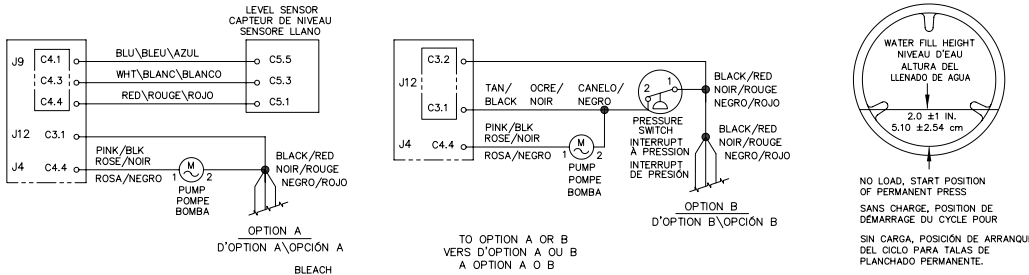 LEVEL SENSOR
CAPTEUR DE NIVEAU
SENSORE LLANO
J9
C4.1
BLU\BLEU\AZUL
C5.5
C4.3
WHT\BLANC\BLANCO
C5.3
C4.4
RED\ROUGE\ROJO
C5.1
J12
C3.1
J4
C4.4
PINK/BLK
ROSE/NOIR
ROSA/NEGRO
M
1
2
PUMP
POMPE
BOMBA
BLACK/RED
NOIR/ROUGE
NEGRO/ROJO
OPTION A
D'OPTION A\OPCIÓN A
BLEACH
C3.2
J12
C3.1
TAN/ OCRE/ CANELO/
BLACK NOIR NEGRO
2
1
PRESSURE
SWITCH
INTERRUPT
À PRESSION
INTERRUPT
DE PRESIÓN
BLACK/RED
NOIR/ROUGE
NEGRO/ROJO
J4
C4.4
PINK/BLK
ROSE/NOIR
ROSA/NEGRO
M
1
2
PUMP
POMPE
BOMBA
BLACK/RED
NOIR/ROUGE
NEGRO/ROJO
OPTION B
D'OPTION B\OPCIÓN B
TO OPTION A OR B
VERS D'OPTION A OU B
A OPTION A O B
WATER FILL HEIGHT
NIVEAU D'EAU
ALTURA DEL
LLENADO DE AGUA
2.0 ±1 IN.
5.10 ±2.54 cm
NO LOAD, START POSITION
OF PERMANENT PRESS
SANS CHARGE, POSITION DE
DÉMARRAGE DU CYCLE POUR
SIN CARGA, POSICIÓN DE ARRANQU
DEL CICLO PARA TALAS DE
PLANCHADO PERMANENTE.